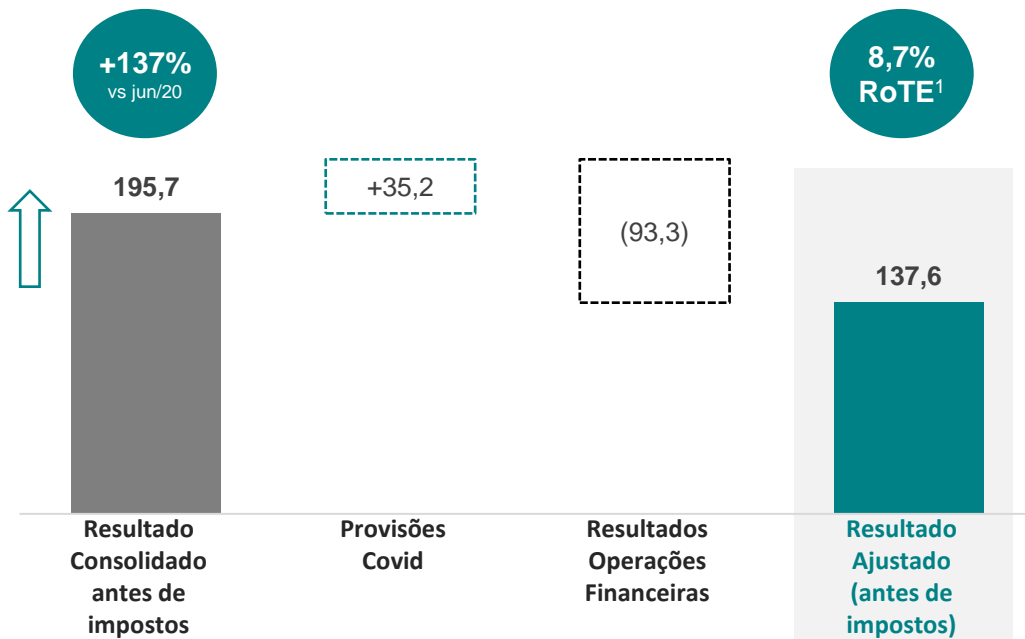 +137%
vs jun/20
8,7%
RoTE¹
195,7
+35,2
(93,3)
137,6
Resultado
Consolidado
antes de
impostos
Provisões
Covid
Resultados
Operações
Financeiras
Resultado
Ajustado
(antes de
impostos)